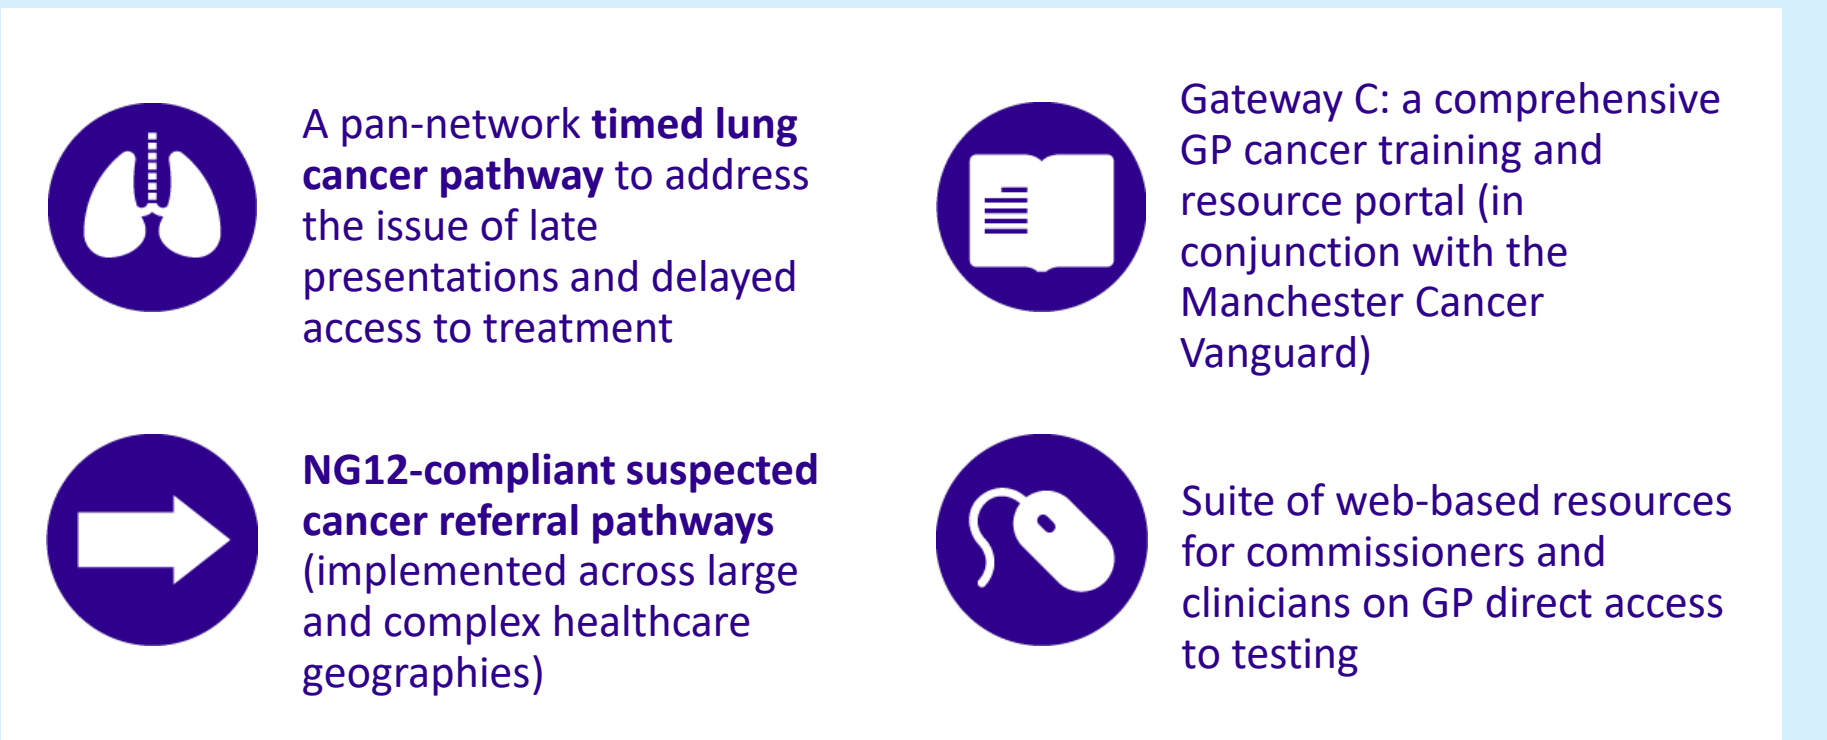 A pan-network timed lung
cancer pathway to address
the issue of late
presentations and delayed
access to treatment
NG12-compliant suspected
cancer referral pathways
(implemented across large
and complex healthcare
geographies)
Gateway C: a comprehensive
GP cancer training and
resource portal (in
conjunction with the
Manchester Cancer
Vanguard)
Suite of web-based resources
for commissioners and
clinicians on GP direct access
to testing